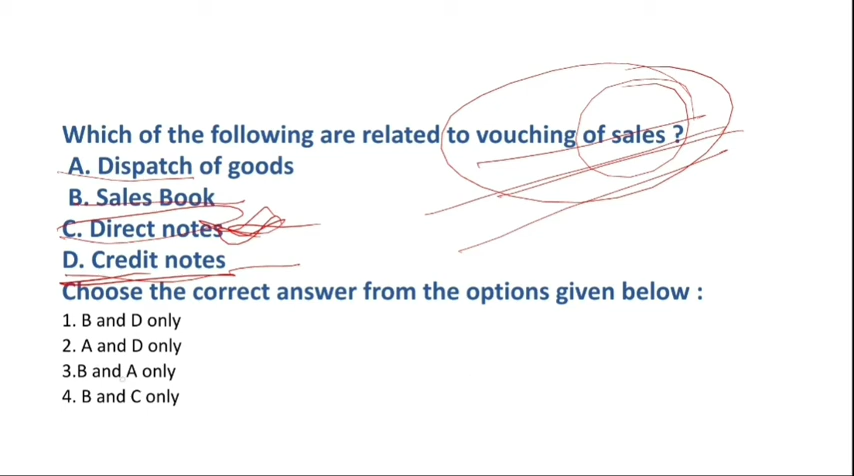 Which of the following are related to vouching of sales ?
A. Dispatch of goods
B. Sales Book
C. Direct notes
D. Credit notes
Choose the correct answer from the options given below :
1. B and D only
2. A and D only
3.B and A only
4. B and C only